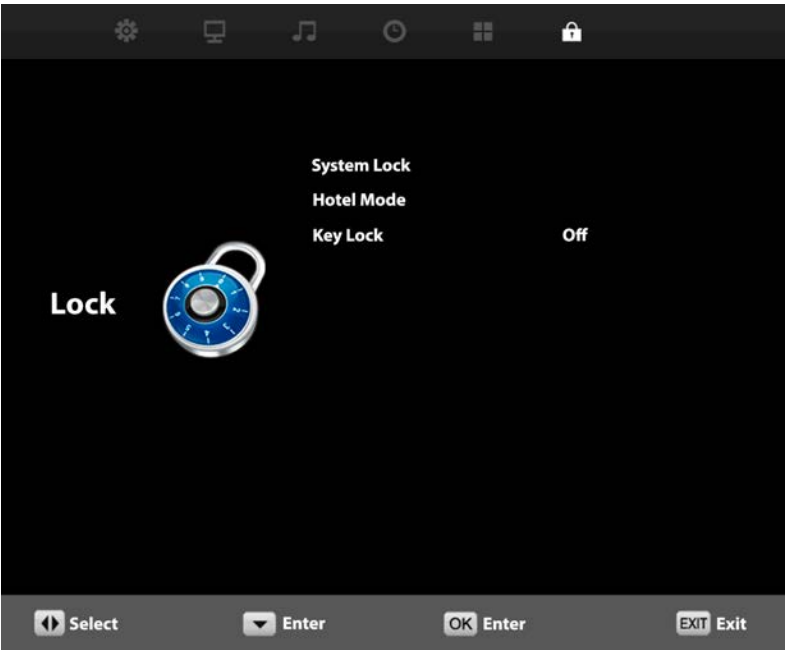 System Lock
Hotel Mode
Key Lock Off
Lock
Select Enter OK Enter EXIT Exit